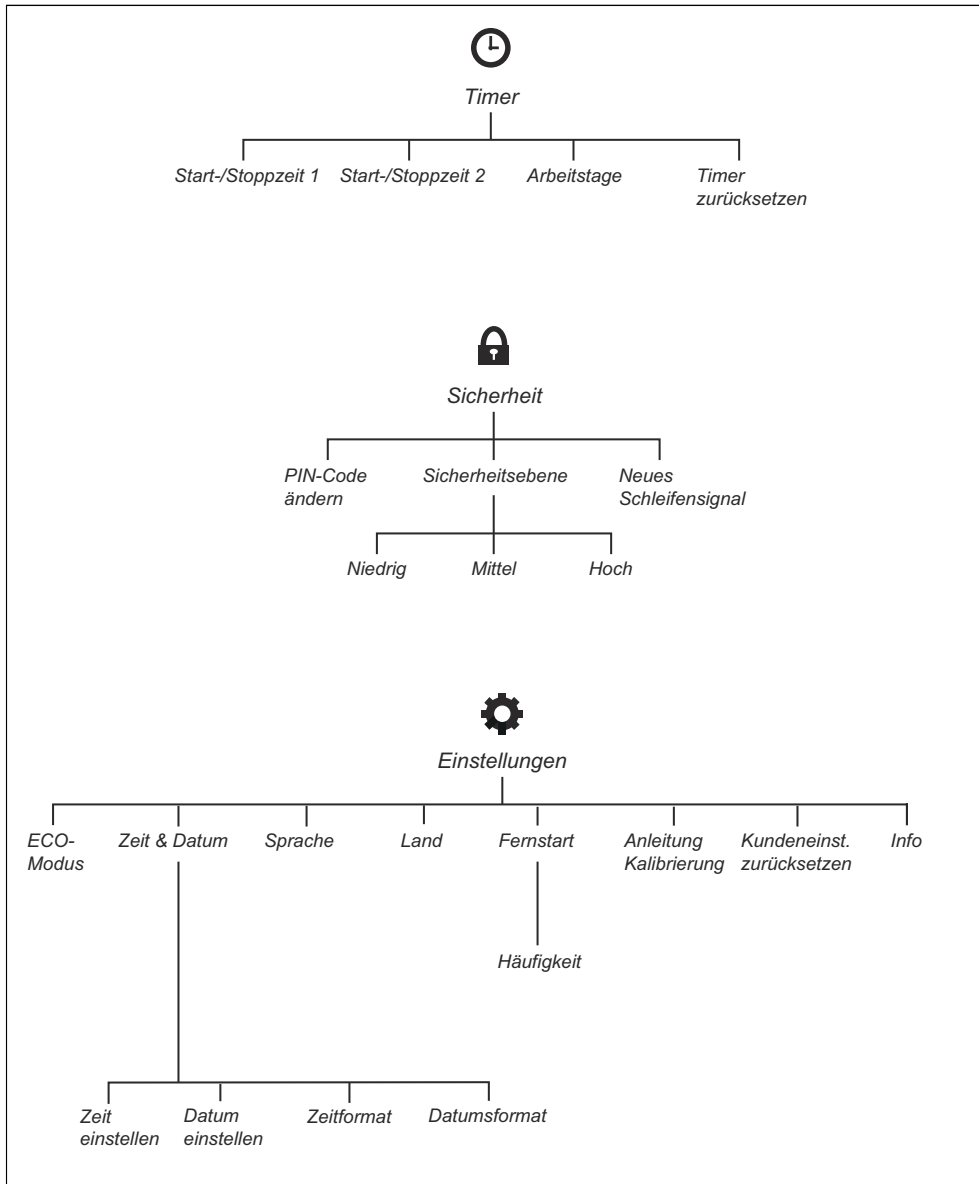 Timer
Start-/Stoppzeit 1 Start-/Stoppzeit 2 Arbeitstage Timer
zurücksetzen
Sicherheit
PIN-Code Sicherheitsebene Neues
ändern Schleifensignal
Niedrig Mittel Hoch
Einstellungen
ECO- Zeit & Datum Sprache Land Fernstart Anleitung Kundeneinst. Info
Modus Kalibrierung zurücksetzen
Häufigkeit
Zeit Datum Zeitformat Datumsformat
einstellen einstellen